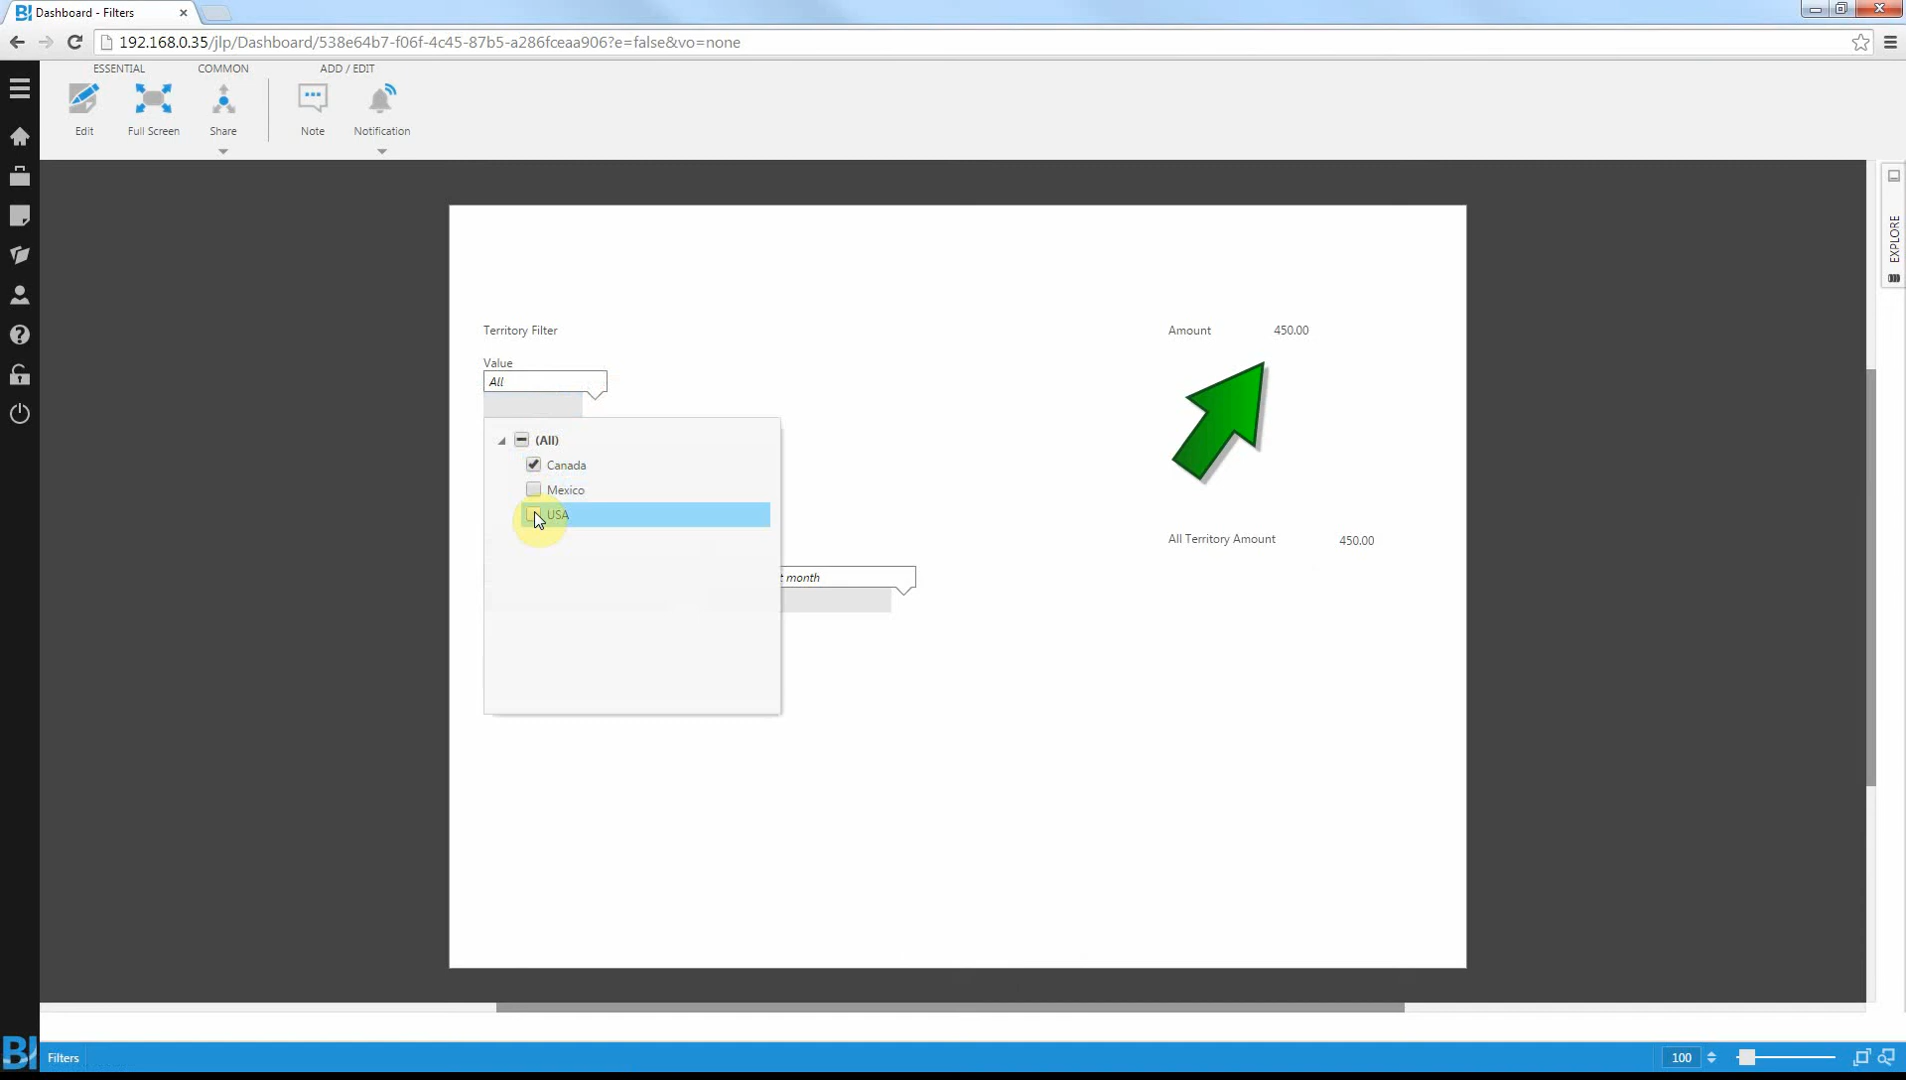 Dashboard - Filters
192.168.0.35/jlp/Dashboard/538e64b7-f06f-4c45-87b5-a286fceaa906?e=false&vo=none
ESSENTIAL COMMON ADD / EDIT
Edit Full Screen Share Note Notification
EXPLORE
Territory Filter
Amount 450.00
Value
All
(All)
Canada
Mexico
USA
All Territory Amount 450.00
t month
BI Filters
100